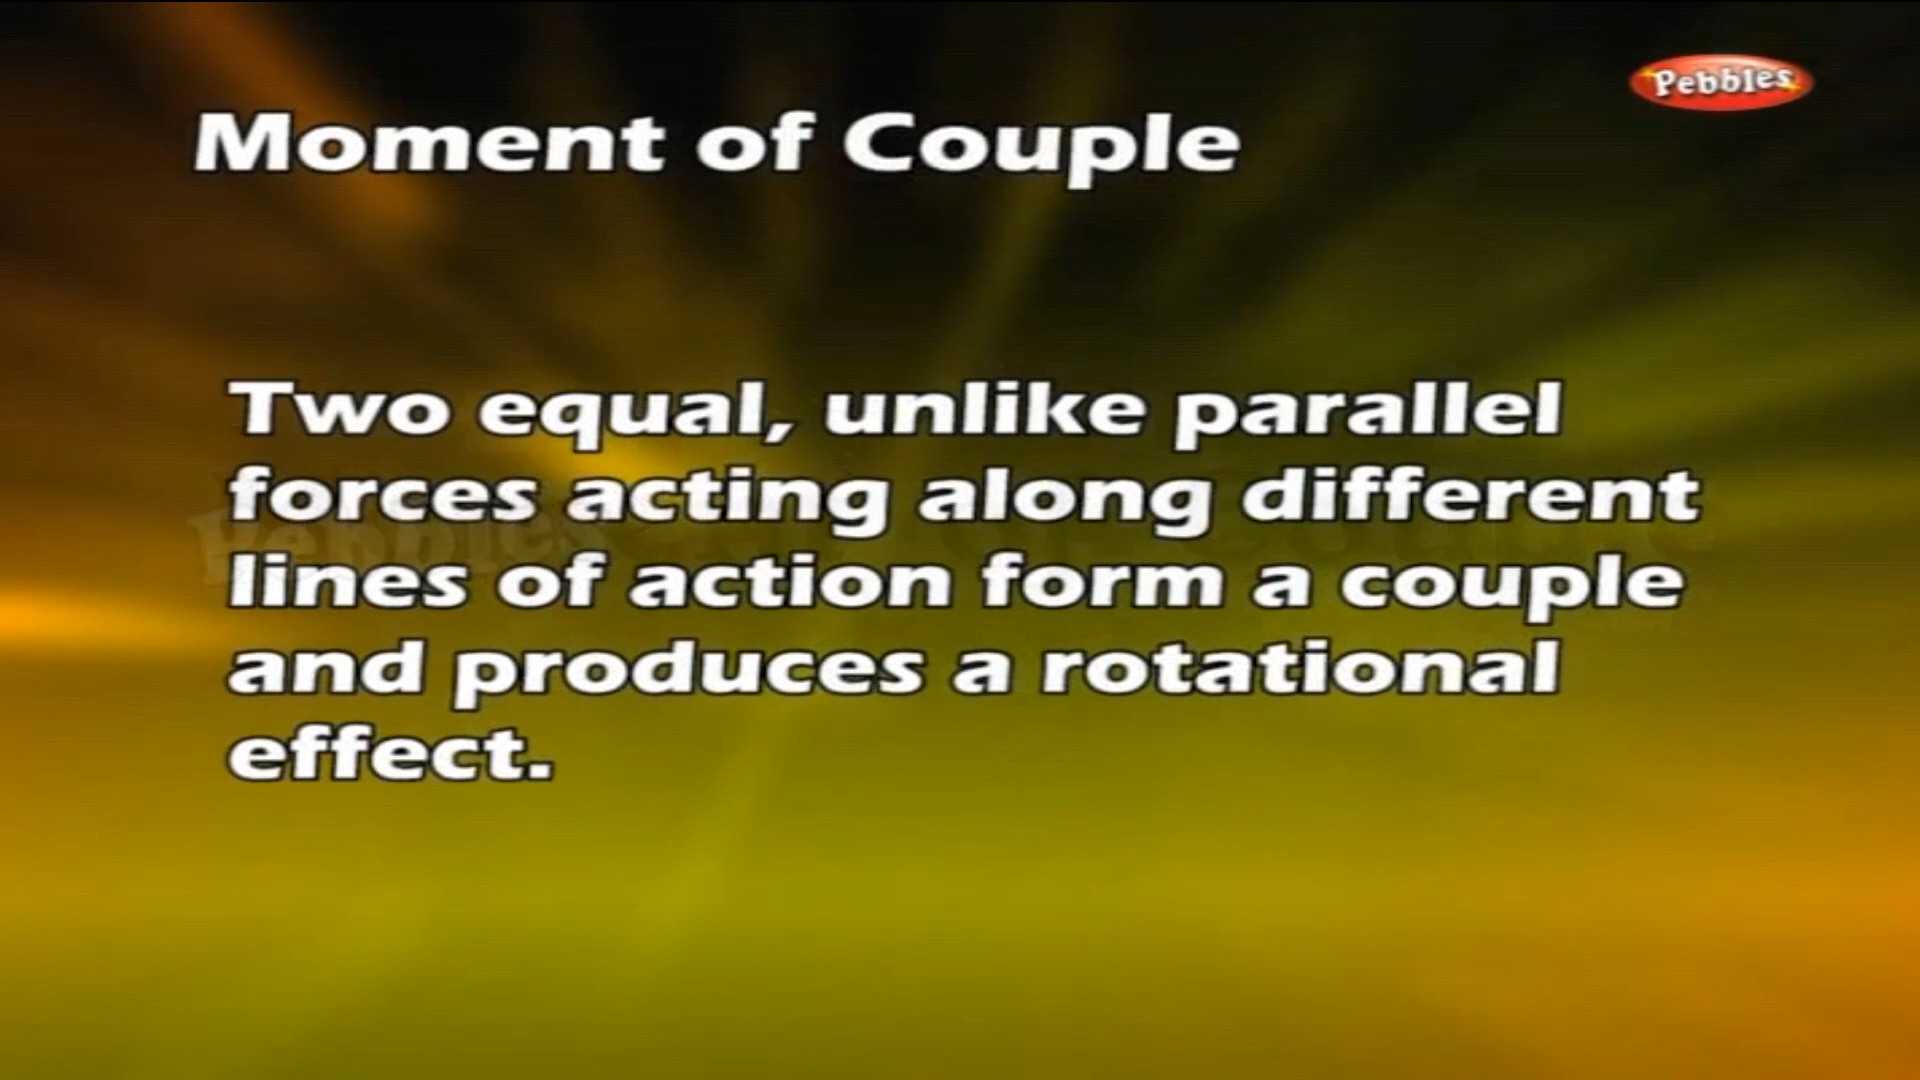 Pebbles
Moment of Couple
Two equal, unlike parallel
forces acting along different
lines of action form a couple
and produces a rotational
effect.